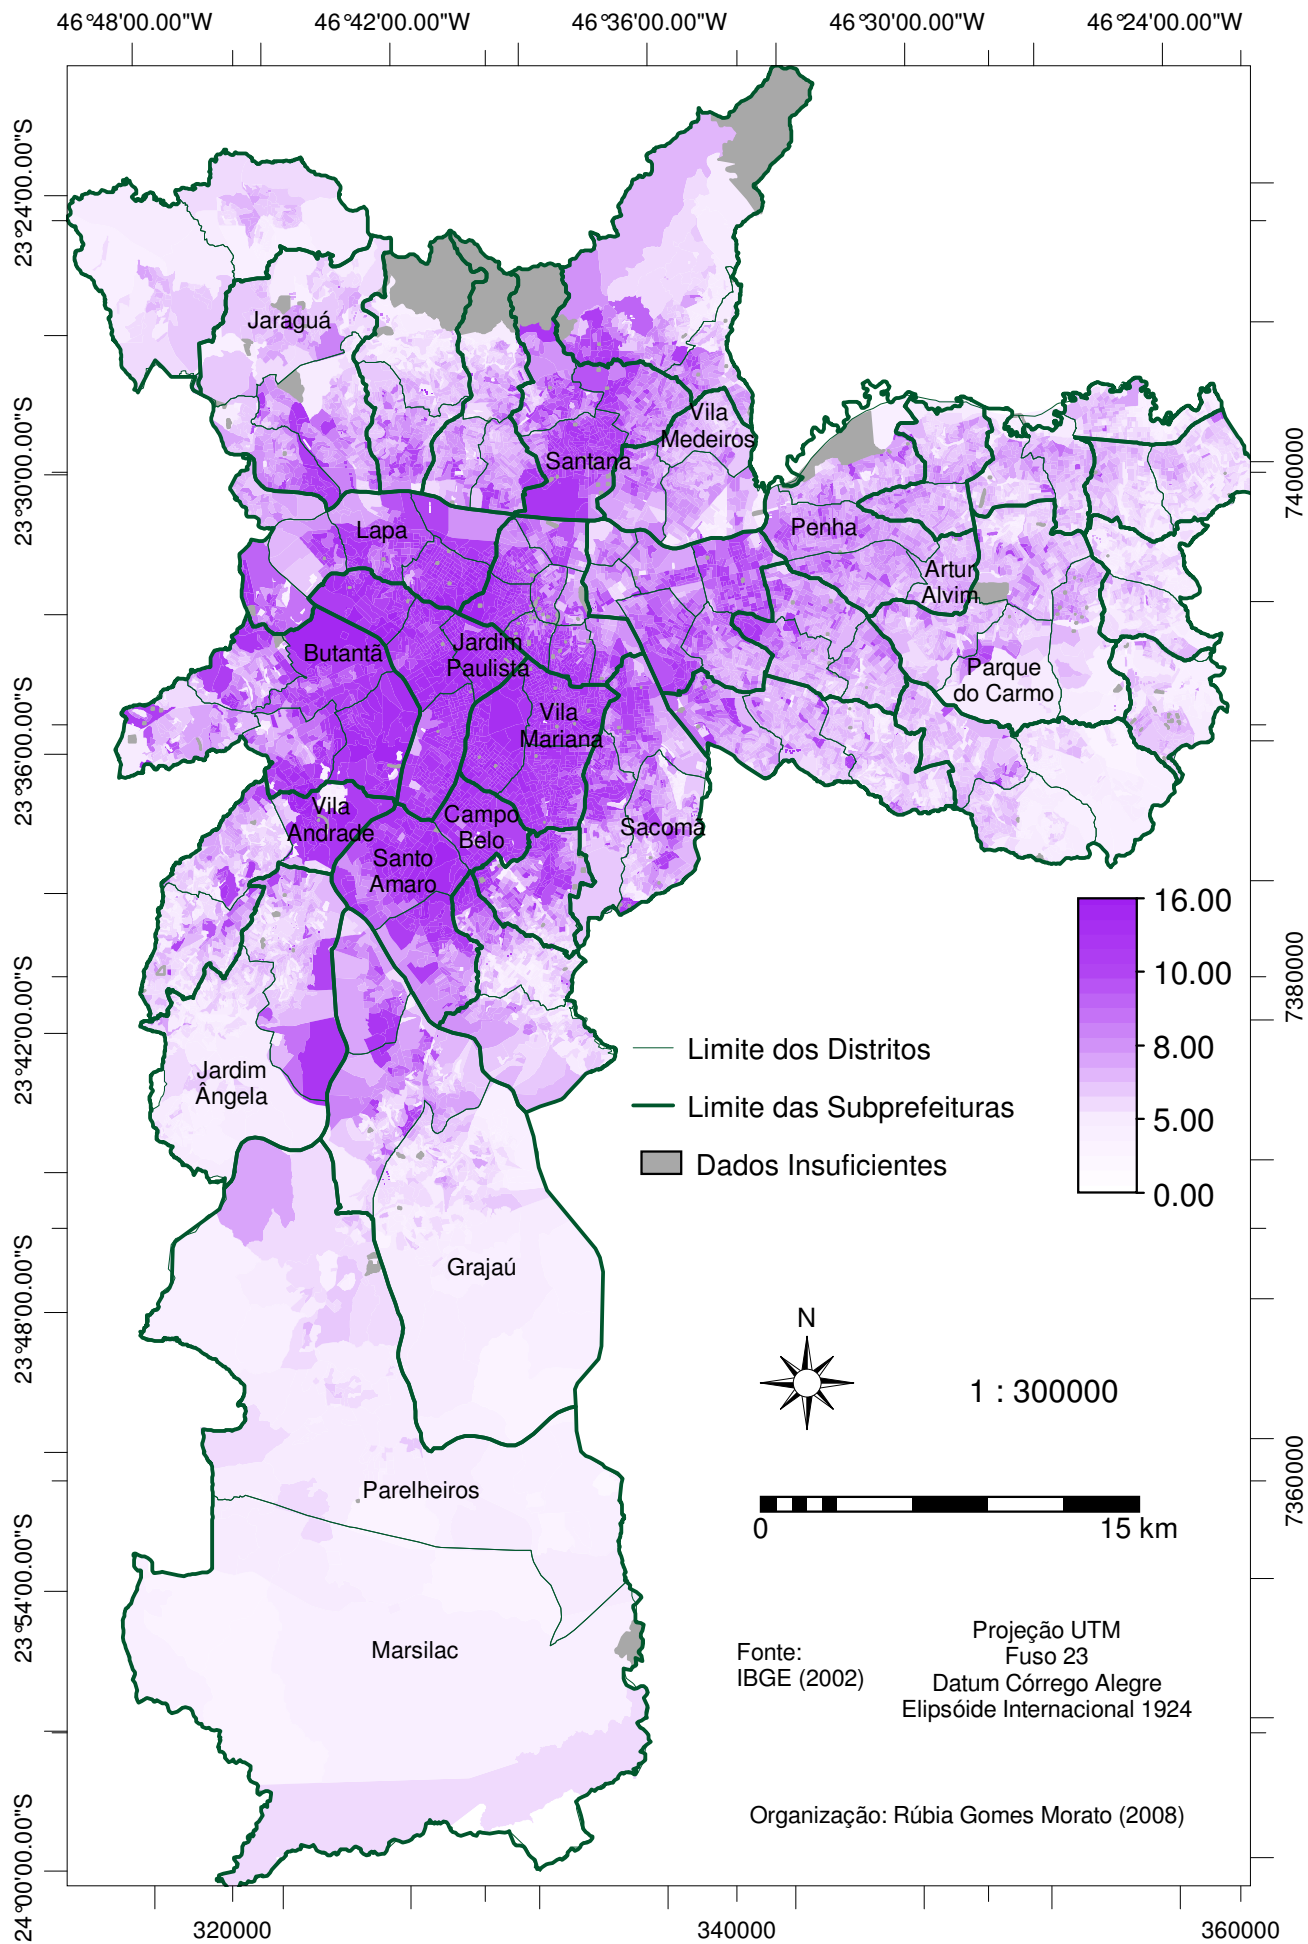 46°48'00.00"W
46°42'00.00"W
46°36'00.00"W
46°30'00.00"W
46°24'00.00"W
23°24'00.00"S
23°30'00.00"S
23°36'00.00"S
23°42'00.00"S
23°48'00.00"S
23°54'00.00"S
24°00'00.00"S
7400000
7380000
7360000
Jaraguá
Vila
Medeiros
Santana
Lapa
Penha
Artur
Alvim
Butantã
Jardim
Paulista
Parque
do Carmo
Vila
Mariana
Vila
Andrade
Campo
Belo
Sacomã
Santo
Amaro
Jardim
Ângela
Grajaú
Parelheiros
Marsilac
16.00
10.00
8.00
5.00
0.00
Limite dos Distritos
Limite das Subprefeituras
Dados Insuficientes
N
1 : 300000
0
15 km
Fonte:
IBGE (2002)
Projeção UTM
Fuso 23
Datum Córrego Alegre
Elipsóide Internacional 1924
Organização: Rúbia Gomes Morato (2008)
320000
340000
360000